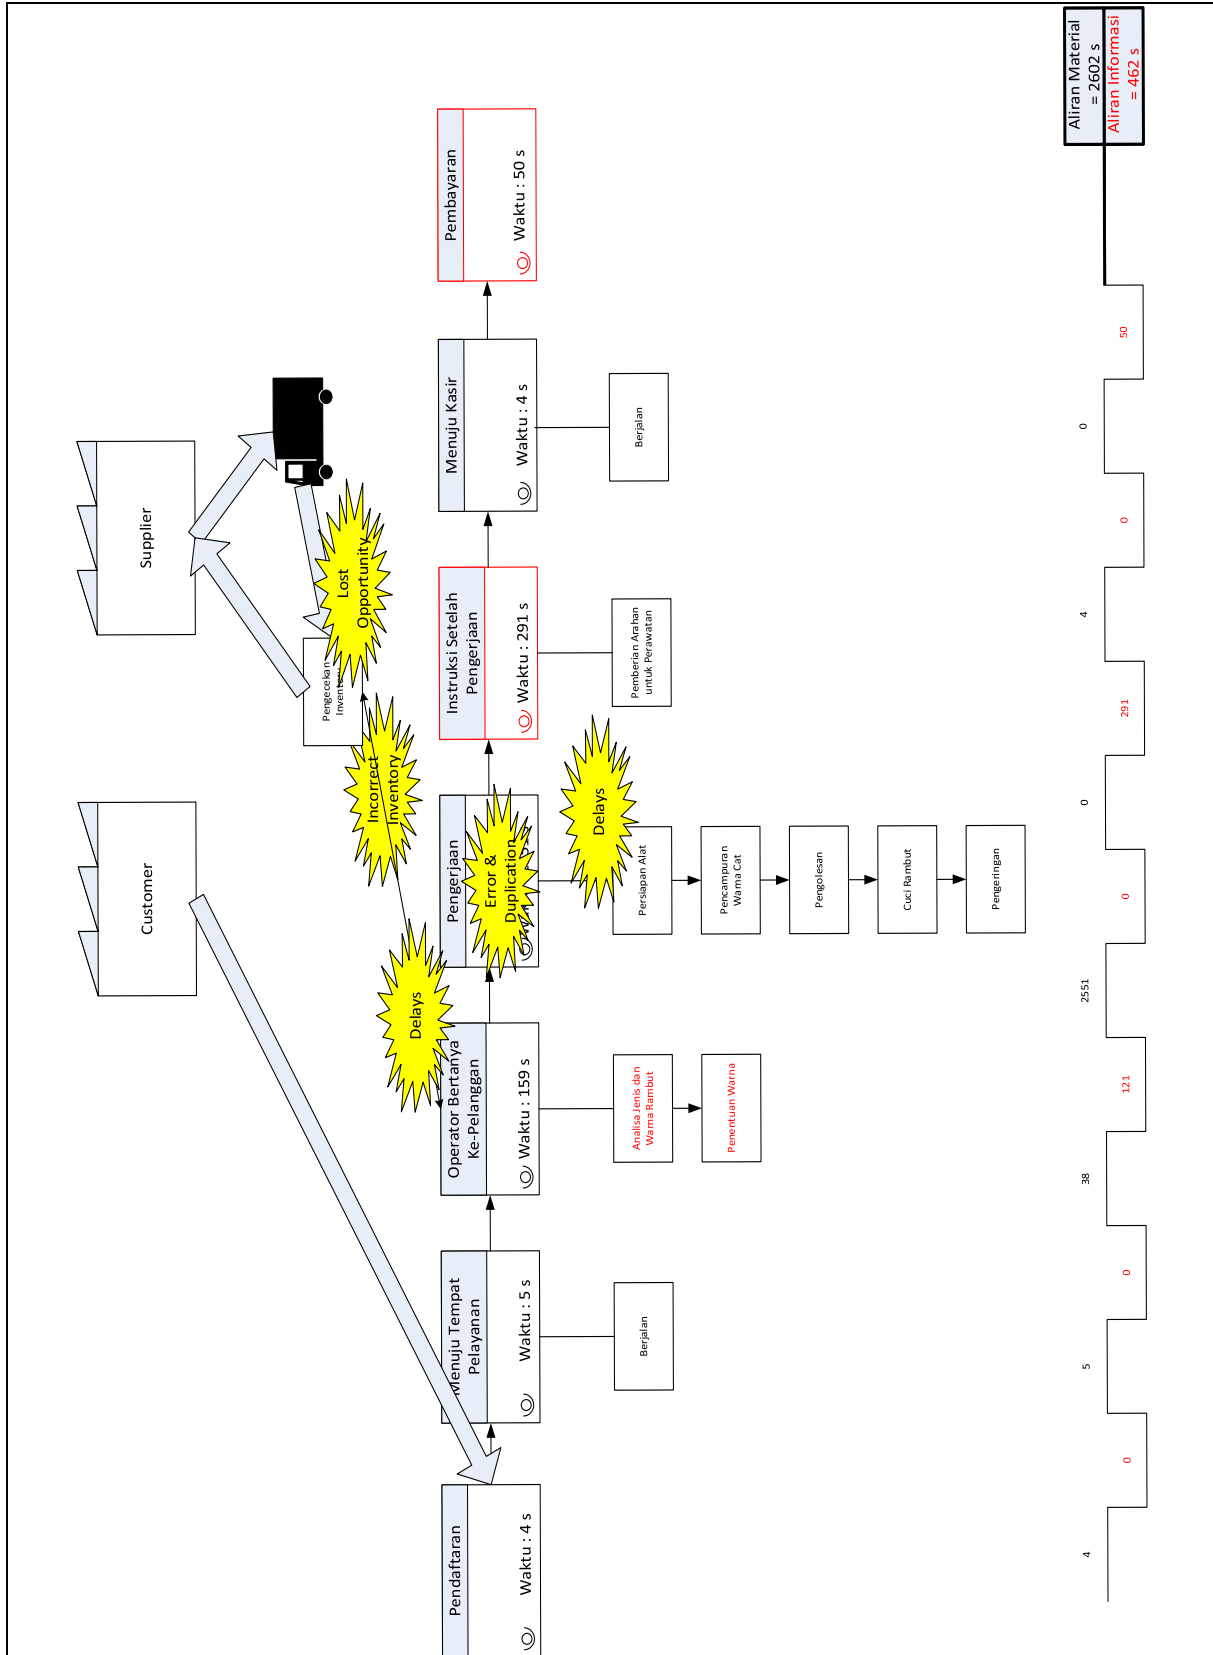 Customer
Supplier
Pengecekan
Lost
Opportunity
Incorrect
Inventory
Delays
Pendaftaran
Waktu : 4 s
Menuju Tempat
Pelayanan
Waktu : 5 s
Berjalan
Operator Bertanya
Ke-Pelanggan
Waktu : 159 s
Analisa Jenis dan
Warna Rambut
Penentuan Warna
Pengerjaan
Error &
Duplication
Delays
Persiapan Alat
Pencampuran
Warna Cat
Pengolesan
Cuci Rambut
Pengeringan
Instruksi Setelah
Pengerjaan
Waktu : 291 s
Pemberian Arahan
untuk Perawatan
Menuju Kasir
Waktu : 4 s
Berjalan
Pembayaran
Waktu : 50 s
4
0
5
0
38
121
2551
0
0
291
4
0
0
50
Aliran Material
= 2602 s
Aliran Informasi
= 462 s